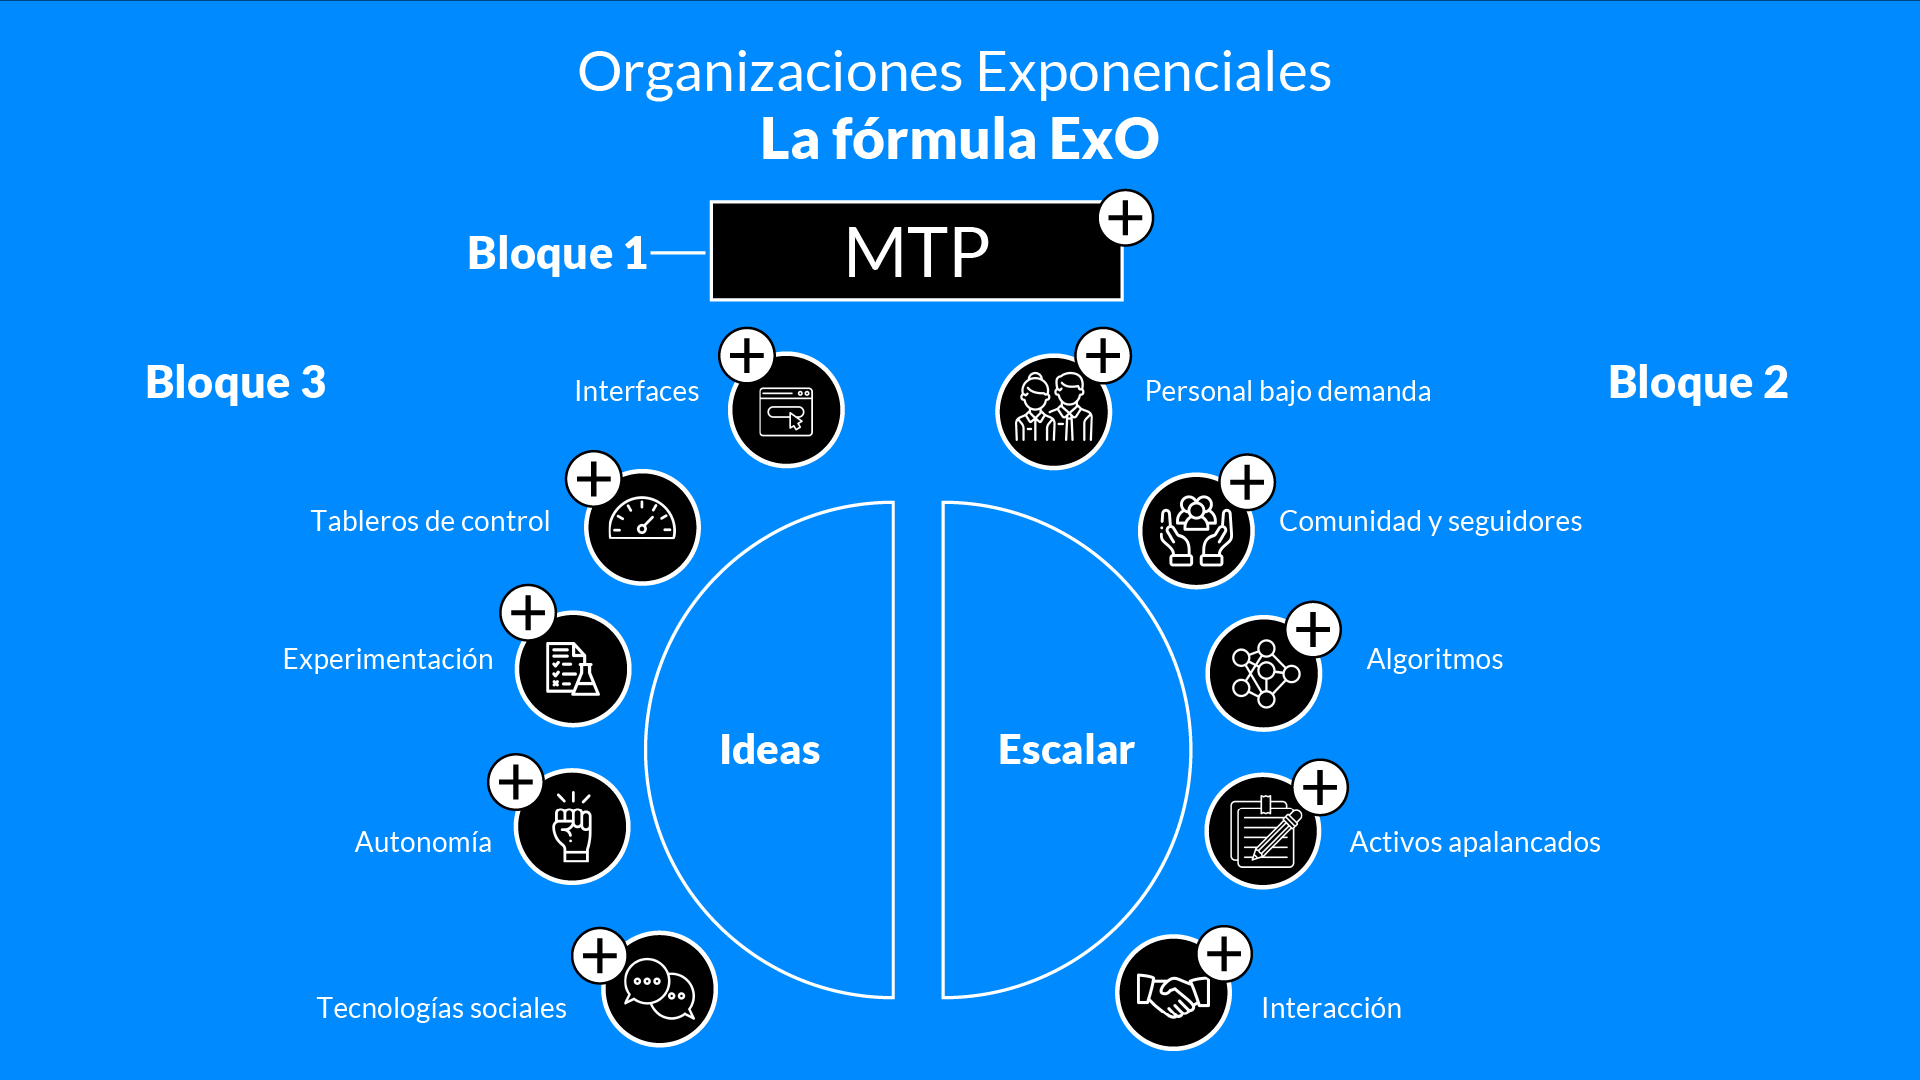 Organizaciones Exponenciales
La fórmula ExO
Bloque 1
MTP
Bloque 3
Interfaces
Tableros de control
Experimentación
Autonomía
Tecnologías sociales
Ideas
Escalar
Bloque 2
Personal bajo demanda
Comunidad y seguidores
Algoritmos
Activos apalancados
Interacción